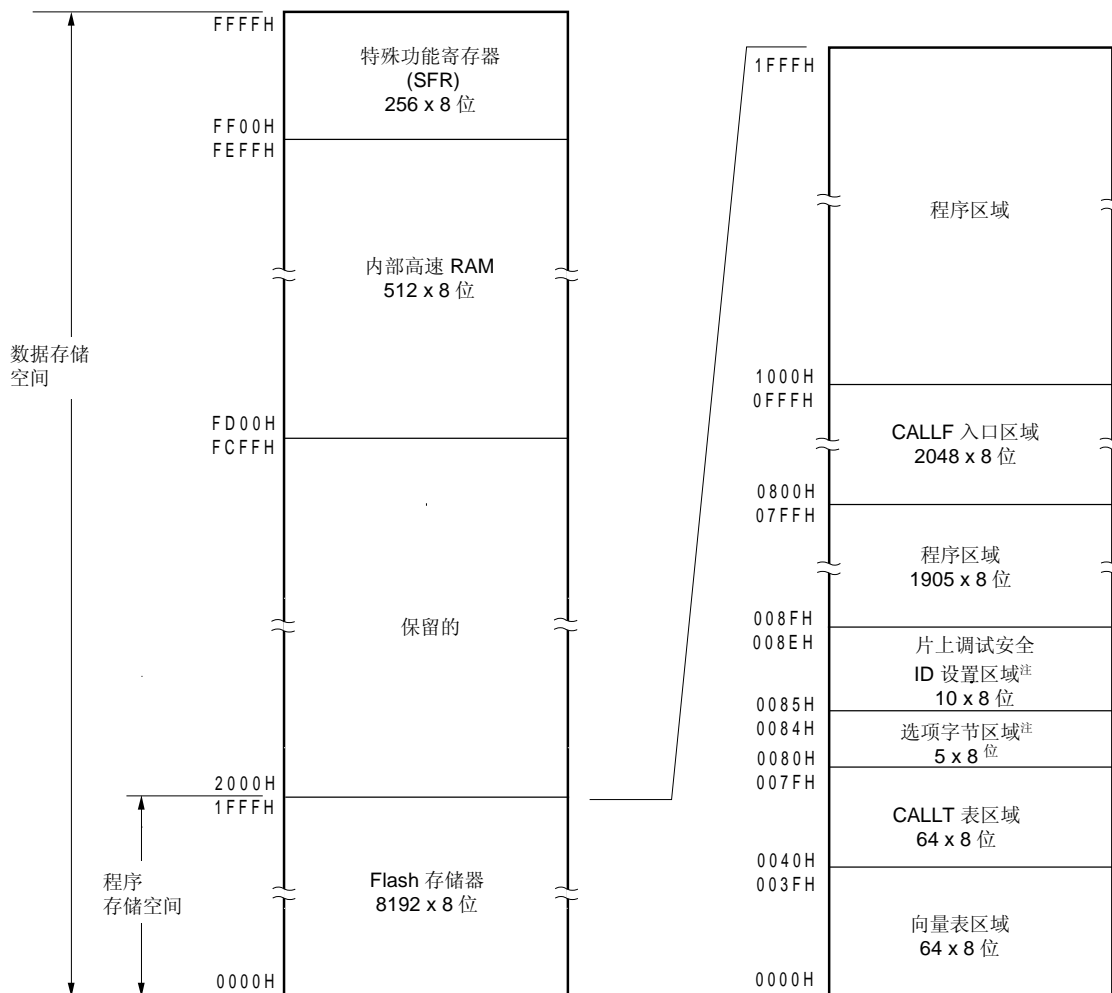 FFFFH
特殊功能寄存器
(SFR)
256 x 8 位
FF00H
FEFFH
内部高速 RAM
512 x 8 位
数据存储
空间
FD00H
FCFFH
保留的
2000H
1FFFH
程序
存储空间
Flash 存储器
8192 x 8 位
0000H
1FFFH
程序区域
1000H
0FFFH
CALLF 入口区域
2048 x 8 位
0800H
07FFH
程序区域
1905 x 8 位
008FH
008EH
片上调试安全
ID 设置区域注
10 x 8 位
0085H
0084H
选项字节区域注
5 x 8 位
0080H
007FH
CALLT 表区域
64 x 8 位
0040H
003FH
向量表区域
64 x 8 位
0000H